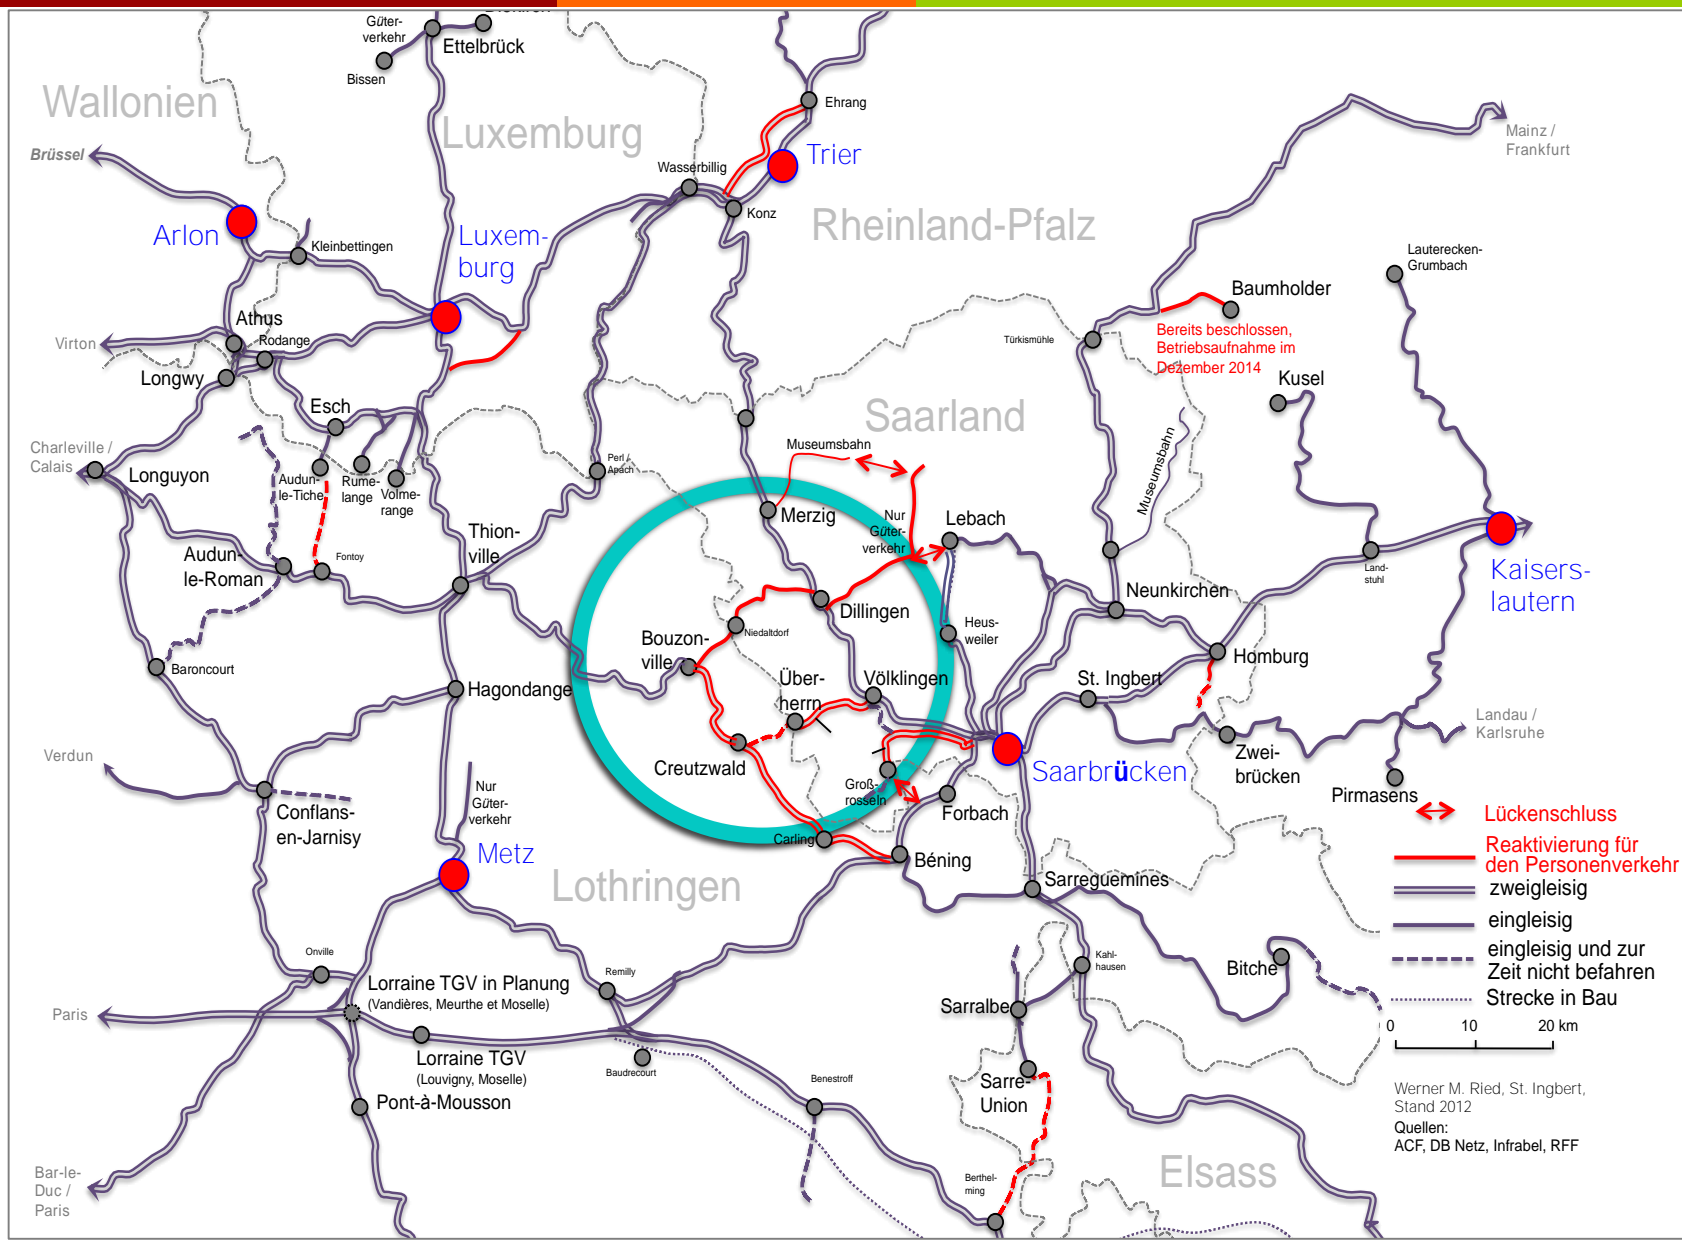 Güter-
verkehr
Ettelbrück
Bissen
Wallonien
Luxemburg
Ehrang
Brüssel
Trier
Wasserbillig
Konz
Mainz /
Frankfurt
Rheinland-Pfalz
Arlon
Kleinbettingen
Luxem-
burg
Lauterecken-
Grumbach
Baumholder
Athus
Rodange
Virton
Longwy
Türkismühle
Bereits beschlossen,
Betriebsaufnahme im
Dezember 2014
Kusel
Esch
Saarland
Charleville /
Calais
Longuyon
Audun-
le-Tiche
Rume-
lange
Volme-
range
Perl /
Apach
Museumsbahn
Museumsbahn
Merzig
Nur
Güter-
verkehr
Lebach
Thion-
ville
Audun-
le-Roman
Fontoy
Land-
stuhl
Kaisers-
lautern
Dillingen
Neunkirchen
Niedaltdorf
Heus-
weiler
Bouzon-
ville
Baroncourt
Homburg
Über-
herrn
Völklingen
St. Ingbert
Hagondange
Landau /
Karlsruhe
Verdun
Creutzwald
Zwei-
brücken
Saarbrücken
Pirmasens
Nur
Güter-
verkehr
Groß-
rosseln
Forbach
Conflans-
en-Jarnisy
Carling
Metz
Béning
Lothringen
Sarreguemines
Lückenschluss
Reaktivierung für
den Personenverkehr
zweigleisig
eingleisig
eingleisig und zur
Zeit nicht befahren
Strecke in Bau
0 10 20 km
Onville
Remilly
Kahl-
hausen
Bitche
Lorraine TGV in Planung
(Vandières, Meurthe et Moselle)
Sarralbe
Paris
Lorraine TGV
(Louvigny, Moselle)
Baudrecourt
Benestroff
Sarre-
Union
Pont-à-Mousson
Werner M. Ried, St. Ingbert,
Stand 2012
Quellen:
ACF, DB Netz, Infrabel, RFF
Bar-le-
Duc /
Paris
Berthel-
ming
Elsass